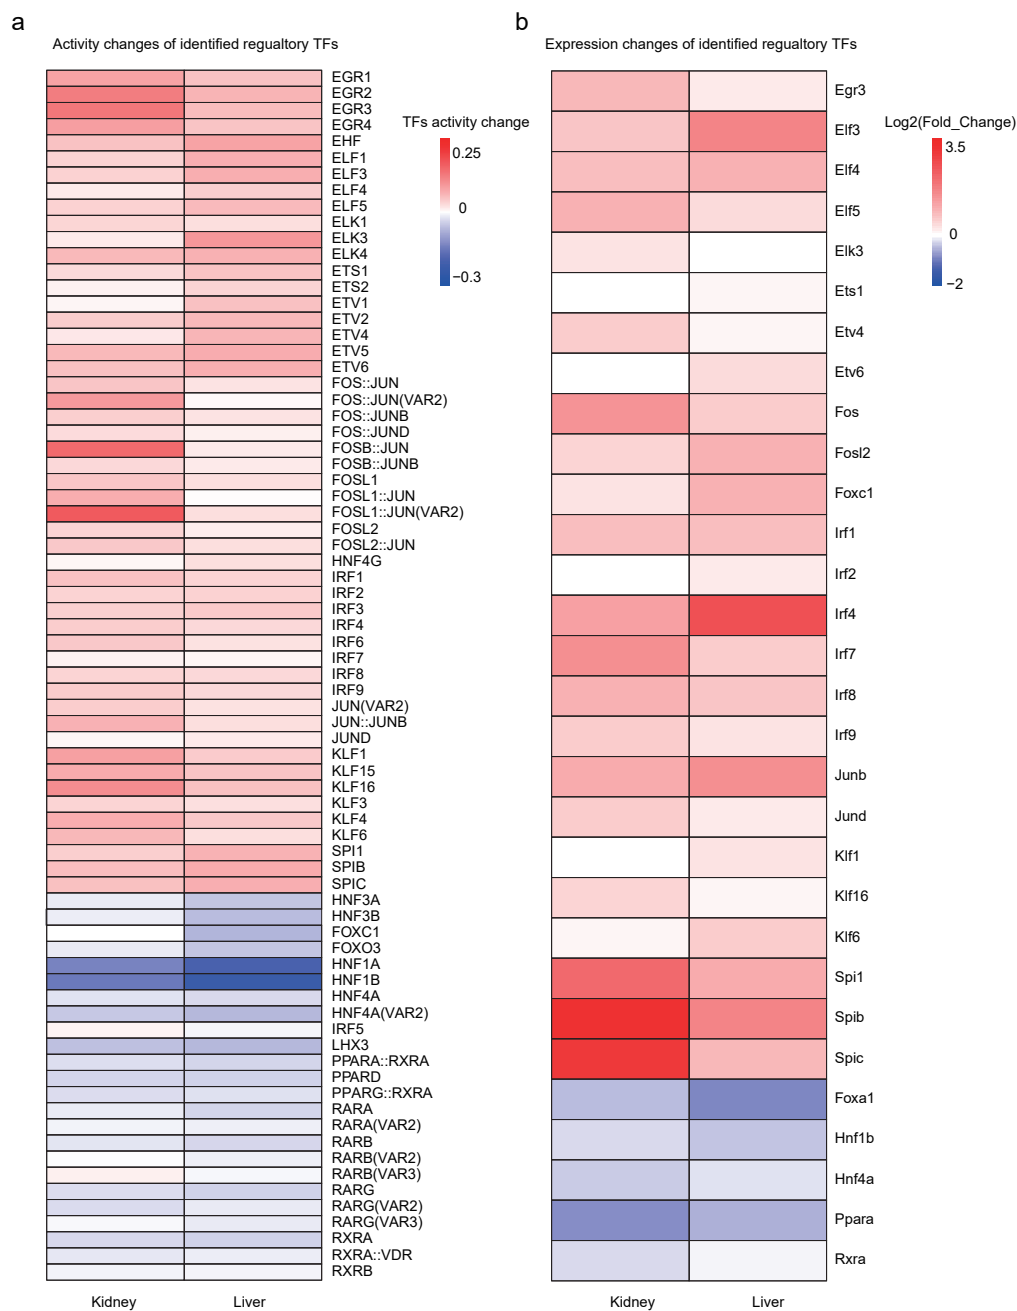 a
Activity changes of identified regualtory TFs
EGR1
EGR2
EGR3
EGR4
EHF
ELF1
ELF3
ELF4
ELF5
ELK1
ELK3
ELK4
ETS1
ETS2
ETV1
ETV2
ETV4
ETV5
ETV6
FOS::JUN
FOS::JUN(VAR2)
FOS::JUNB
FOS::JUND
FOSB::JUN
FOSB::JUNB
FOSL1
FOSL1::JUN
FOSL1::JUN(VAR2)
FOSL2
FOSL2::JUN
HNF4G
IRF1
IRF2
IRF3
IRF4
IRF6
IRF7
IRF8
IRF9
JUN(VAR2)
JUN::JUNB
JUND
KLF1
KLF15
KLF16
KLF3
KLF4
KLF6
SPI1
SPIB
SPIC
HNF3A
HNF3B
FOXC1
FOXO3
HNF1A
HNF1B
HNF4A
HNF4A(VAR2)
IRF5
LHX3
PPARA::RXRA
PPARD
PPARG::RXRA
RARA
RARA(VAR2)
RARB
RARB(VAR2)
RARB(VAR3)
RARG
RARG(VAR2)
RARG(VAR3)
RXRA
RXRA::VDR
RXRB
Kidney Liver
TFs activity change
0.25
0
−0.3
b
Expression changes of identified regualtory TFs
Egr3
Elf3
Elf4
Elf5
Elk3
Ets1
Etv4
Etv6
Fos
Fosl2
Foxc1
Irf1
Irf2
Irf4
Irf7
Irf8
Irf9
Junb
Jund
Klf1
Klf16
Klf6
Spi1
Spib
Spic
Foxa1
Hnf1b
Hnf4a
Ppara
Rxra
Kidney Liver
Log2(Fold_Change)
3.5
0
−2